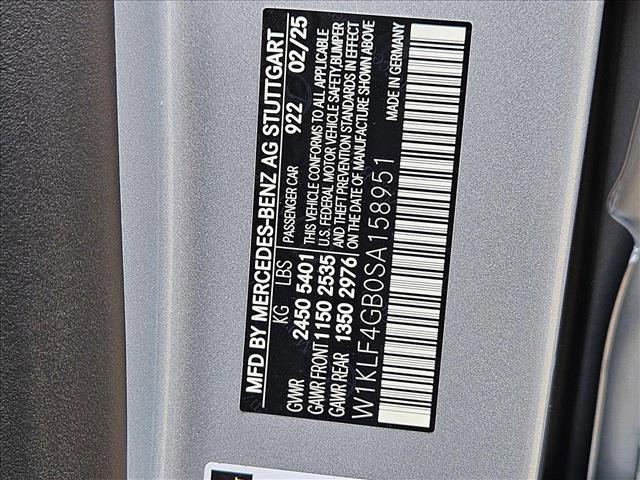 MFD BY MERCEDES-BENZ AG STUTTGART
KG LBS PASSENGER CAR 922 02/25
GVWR 2450 5401 THIS VEHICLE CONFORMS TO ALL APPLICABLE
GAWR FRONT 1150 2535 U.S. FEDERAL MOTOR VEHICLE SAFETY,BUMPER
GAWR REAR 1350 2976 AND THEFT PREVENTION STANDARDS IN EFFECT
ON THE DATE OF MANUFACTURE SHOWN ABOVE
W1KLF4GB0SA158951 MADE IN GERMANY